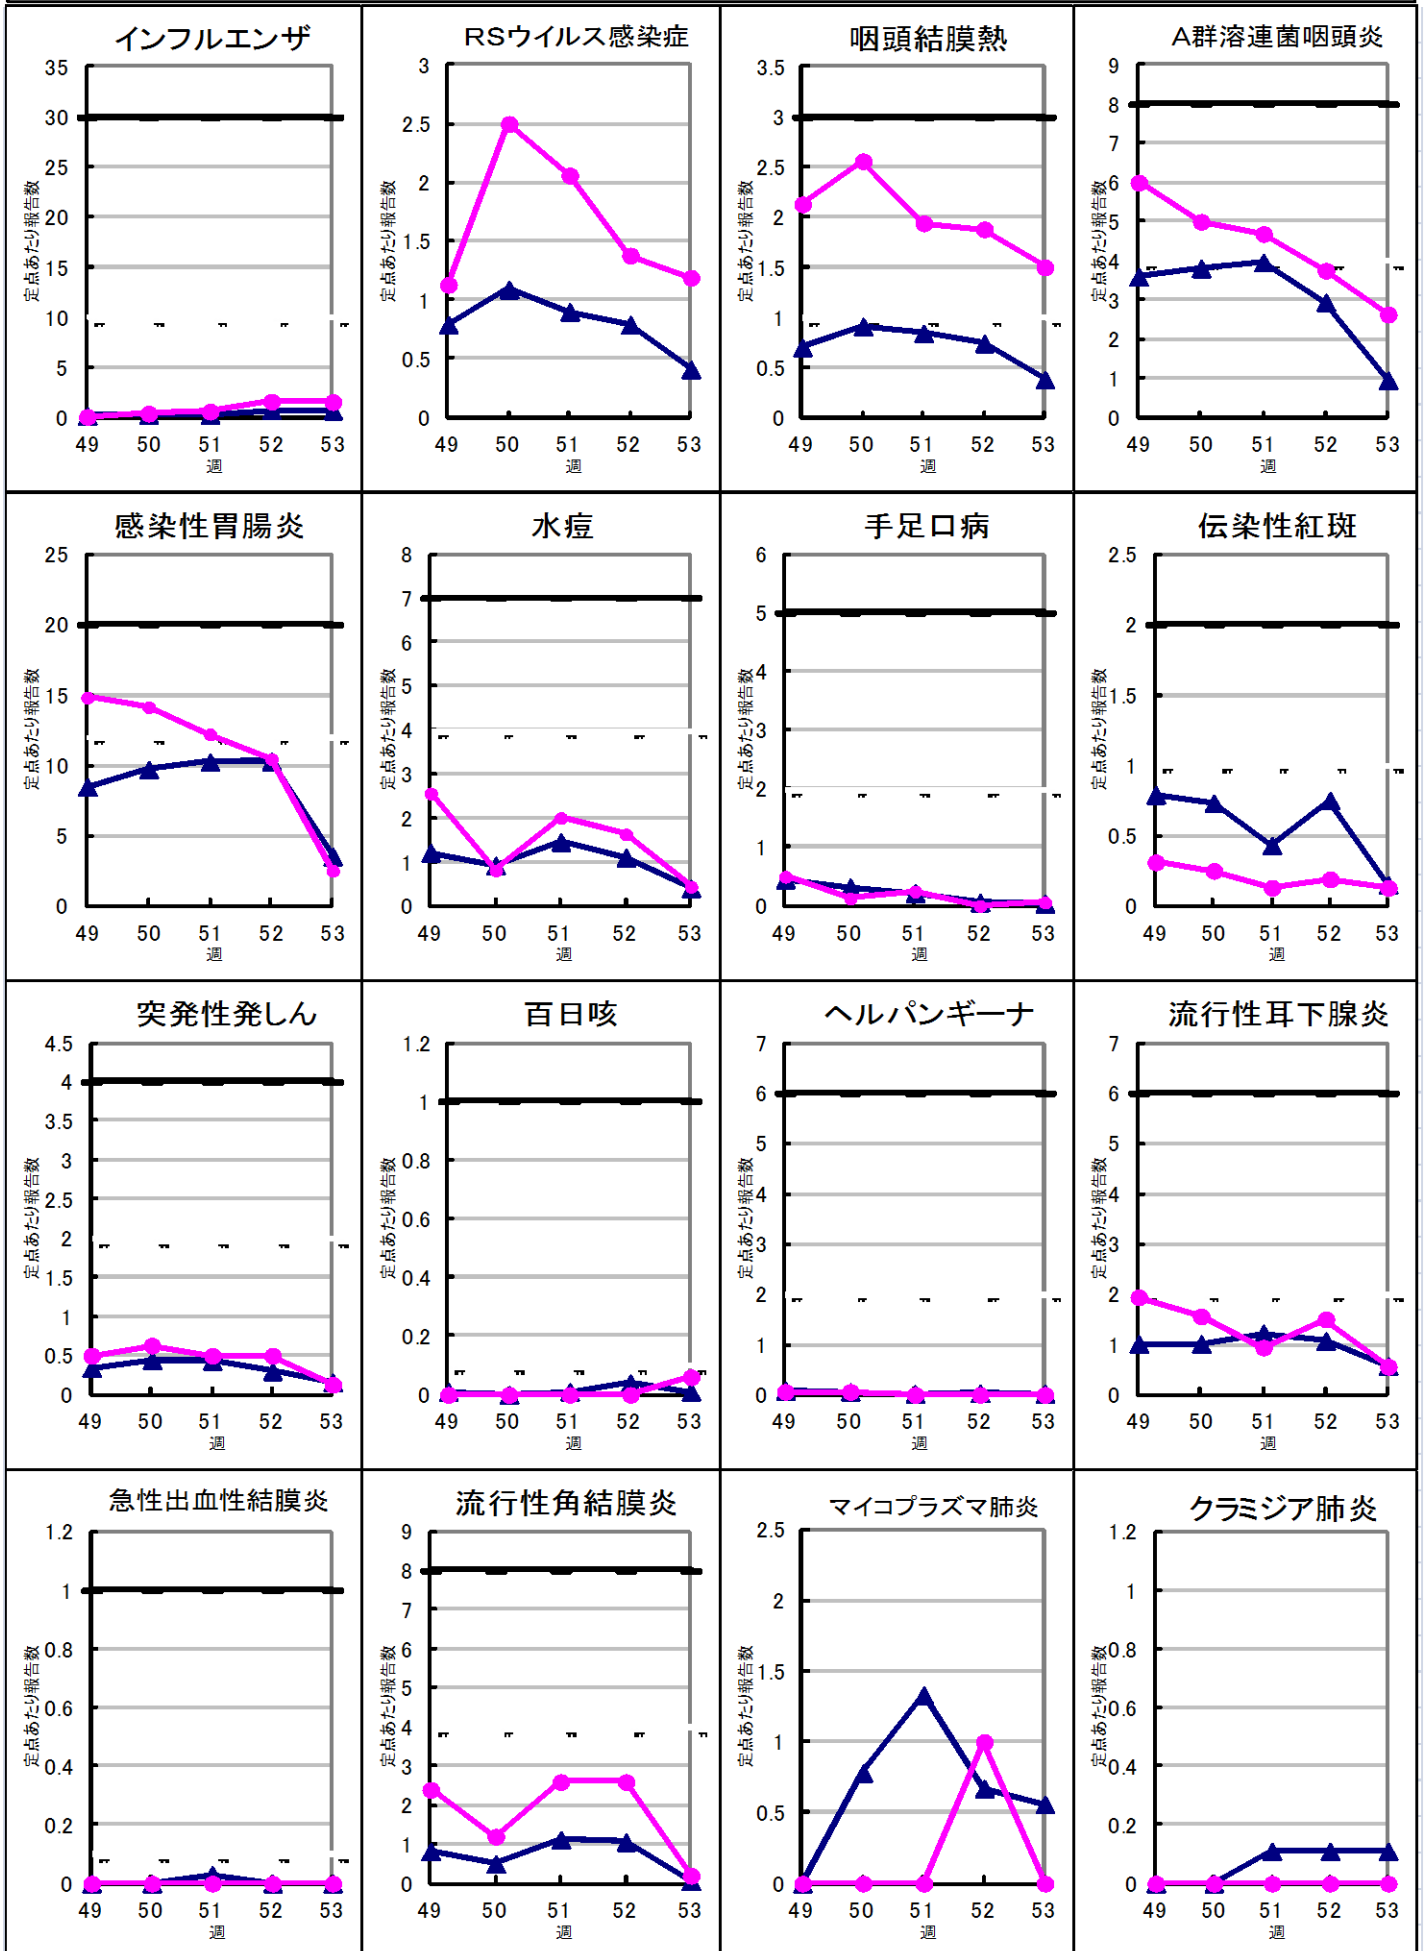 インフルエンザ
35
30
25
20
15
10
5
0
定点あたり報告数
49 50 51 52 53
週
RSウイルス感染症
3
2.5
2
1.5
1
0.5
0
定点あたり報告数
49 50 51 52 53
週
咽頭結膜熱
3.5
3
2.5
2
1.5
1
0.5
0
定点あたり報告数
49 50 51 52 53
週
A群溶連菌咽頭炎
9
8
7
6
5
4
3
2
1
0
定点あたり報告数
49 50 51 52 53
週
感染性胃腸炎
25
20
15
10
5
0
定点あたり報告数
49 50 51 52 53
週
水痘
8
7
6
5
4
3
2
1
0
定点あたり報告数
49 50 51 52 53
週
手足口病
6
5
4
3
2
1
0
定点あたり報告数
49 50 51 52 53
週
伝染性紅斑
2.5
2
1.5
1
0.5
0
定点あたり報告数
49 50 51 52 53
週
突発性発しん
4.5
4
3.5
3
2.5
2
1.5
1
0.5
0
定点あたり報告数
49 50 51 52 53
週
百日咳
1.2
1
0.8
0.6
0.4
0.2
0
定点あたり報告数
49 50 51 52 53
週
ヘルパンギーナ
7
6
5
4
3
2
1
0
定点あたり報告数
49 50 51 52 53
週
流行性耳下腺炎
7
6
5
4
3
2
1
0
定点あたり報告数
49 50 51 52 53
週
急性出血性結膜炎
1.2
1
0.8
0.6
0.4
0.2
0
定点あたり報告数
49 50 51 52 53
週
流行性角結膜炎
9
8
7
6
5
4
3
2
1
0
定点あたり報告数
49 50 51 52 53
週
マイコプラズマ肺炎
2.5
2
1.5
1
0.5
0
定点あたり報告数
49 50 51 52 53
週
クラミジア肺炎
1.2
1
0.8
0.6
0.4
0.2
0
定点あたり報告数
49 50 51 52 53
週